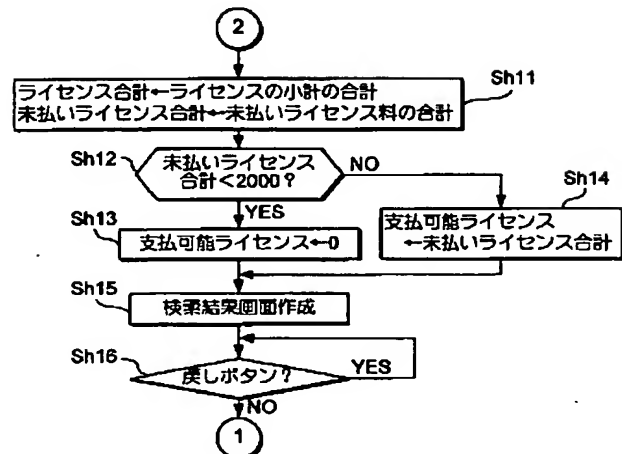 2
Sh11
ライセンス合計←ライセンスの小計の合計
未払いライセンス合計←未払いライセンス料の合計
Sh12
未払いライセンス
合計<2000?
NO
YES
Sh14
支払可能ライセンス
←未払いライセンス合計
Sh13
支払可能ライセンス←0
Sh15
検索結果画面作成
Sh16
戻しボタン?
YES
NO
1